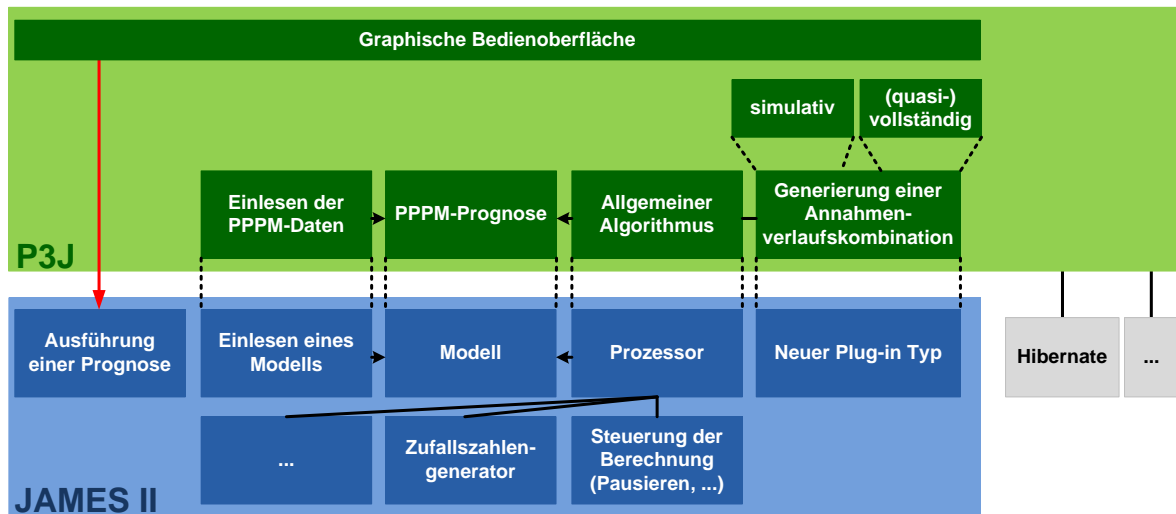 Graphische Bedienoberfläche
simulativ
(quasi-)
vollständig
Einlesen der
PPPM-Daten
PPPM-Prognose
Allgemeiner
Algorithmus
Generierung einer
Annahmen-
verlaufskombination
P3J
Ausführung
einer Prognose
Einlesen eines
Modells
Modell
Prozessor
Neuer Plug-in Typ
Hibernate
...
...
Zufallszahlen-
generator
Steuerung der
Berechnung
(Pausieren, ...)
JAMES II